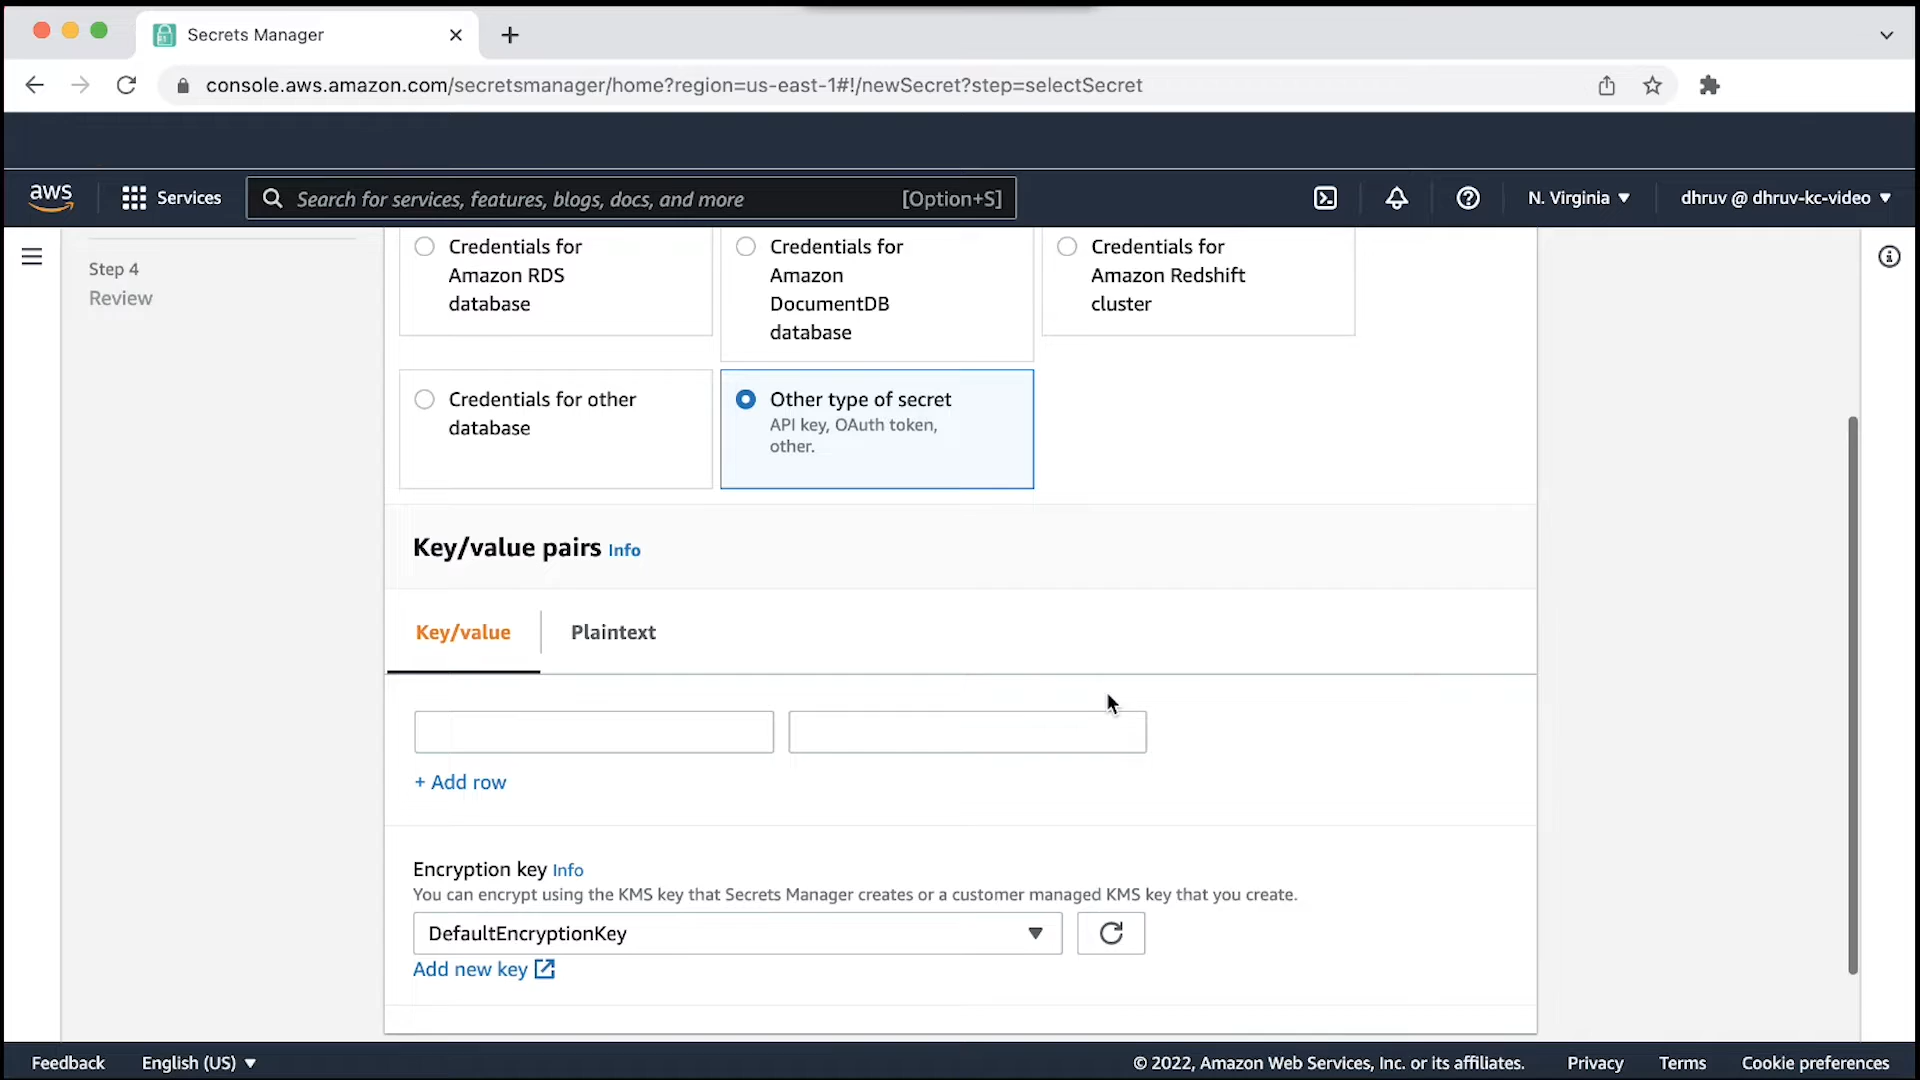 Secrets Manager
console.aws.amazon.com/secretsmanager/home?region=us-east-1#!/newSecret?step=selectSecret
aws
Services
Search for services, features, blogs, docs, and more
[Option+S]
N. Virginia
dhruv @ dhruv-kc-video
Step 4
Review
Credentials for
Amazon RDS
database
Credentials for
Amazon
DocumentDB
database
Credentials for
Amazon Redshift
cluster
Credentials for other
database
Other type of secret
API key, OAuth token,
other.
Key/value pairs Info
Key/value
Plaintext
+ Add row
Encryption key Info
You can encrypt using the KMS key that Secrets Manager creates or a customer managed KMS key that you create.
DefaultEncryptionKey
Add new key
Feedback
English (US)
© 2022, Amazon Web Services, Inc. or its affiliates.
Privacy
Terms
Cookie preferences